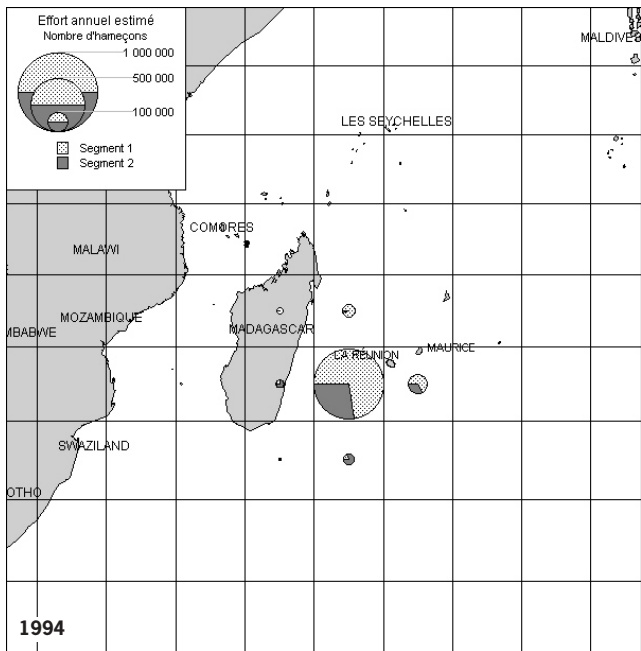 Effort annuel estimé
Nombre d'hameçons
1 000 000
500 000
100 000
Segment 1
Segment 2
MALDIVES
LES SEYCHELLES
COMORES
MALAWI
MOZAMBIQUE
MBABWE
MADAGASCAR
LA RÉUNION
MAURICE
SWAZILAND
OTHO
1994